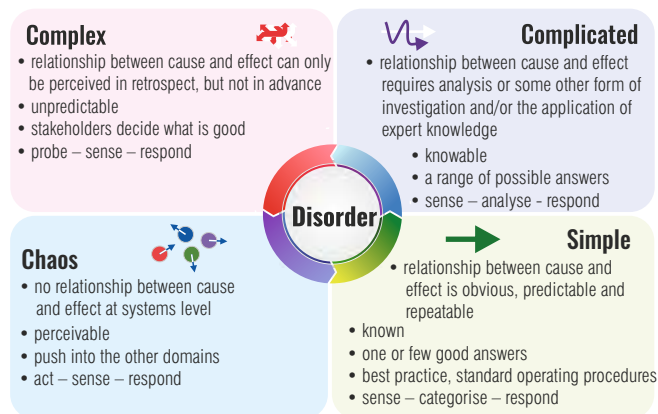 Complex
• relationship between cause and effect can only
be perceived in retrospect, but not in advance
• unpredictable
• stakeholders decide what is good
• probe – sense – respond
Complicated
• relationship between cause and effect
requires analysis or some other form of
investigation and/or the application of
expert knowledge
• knowable
• a range of possible answers
• sense – analyse - respond
Disorder
Chaos
• no relationship between cause
and effect at systems level
• perceivable
• push into the other domains
• act – sense – respond
Simple
• relationship between cause and
effect is obvious, predictable and
repeatable
• known
• one or few good answers
• best practice, standard operating procedures
• sense – categorise – respond